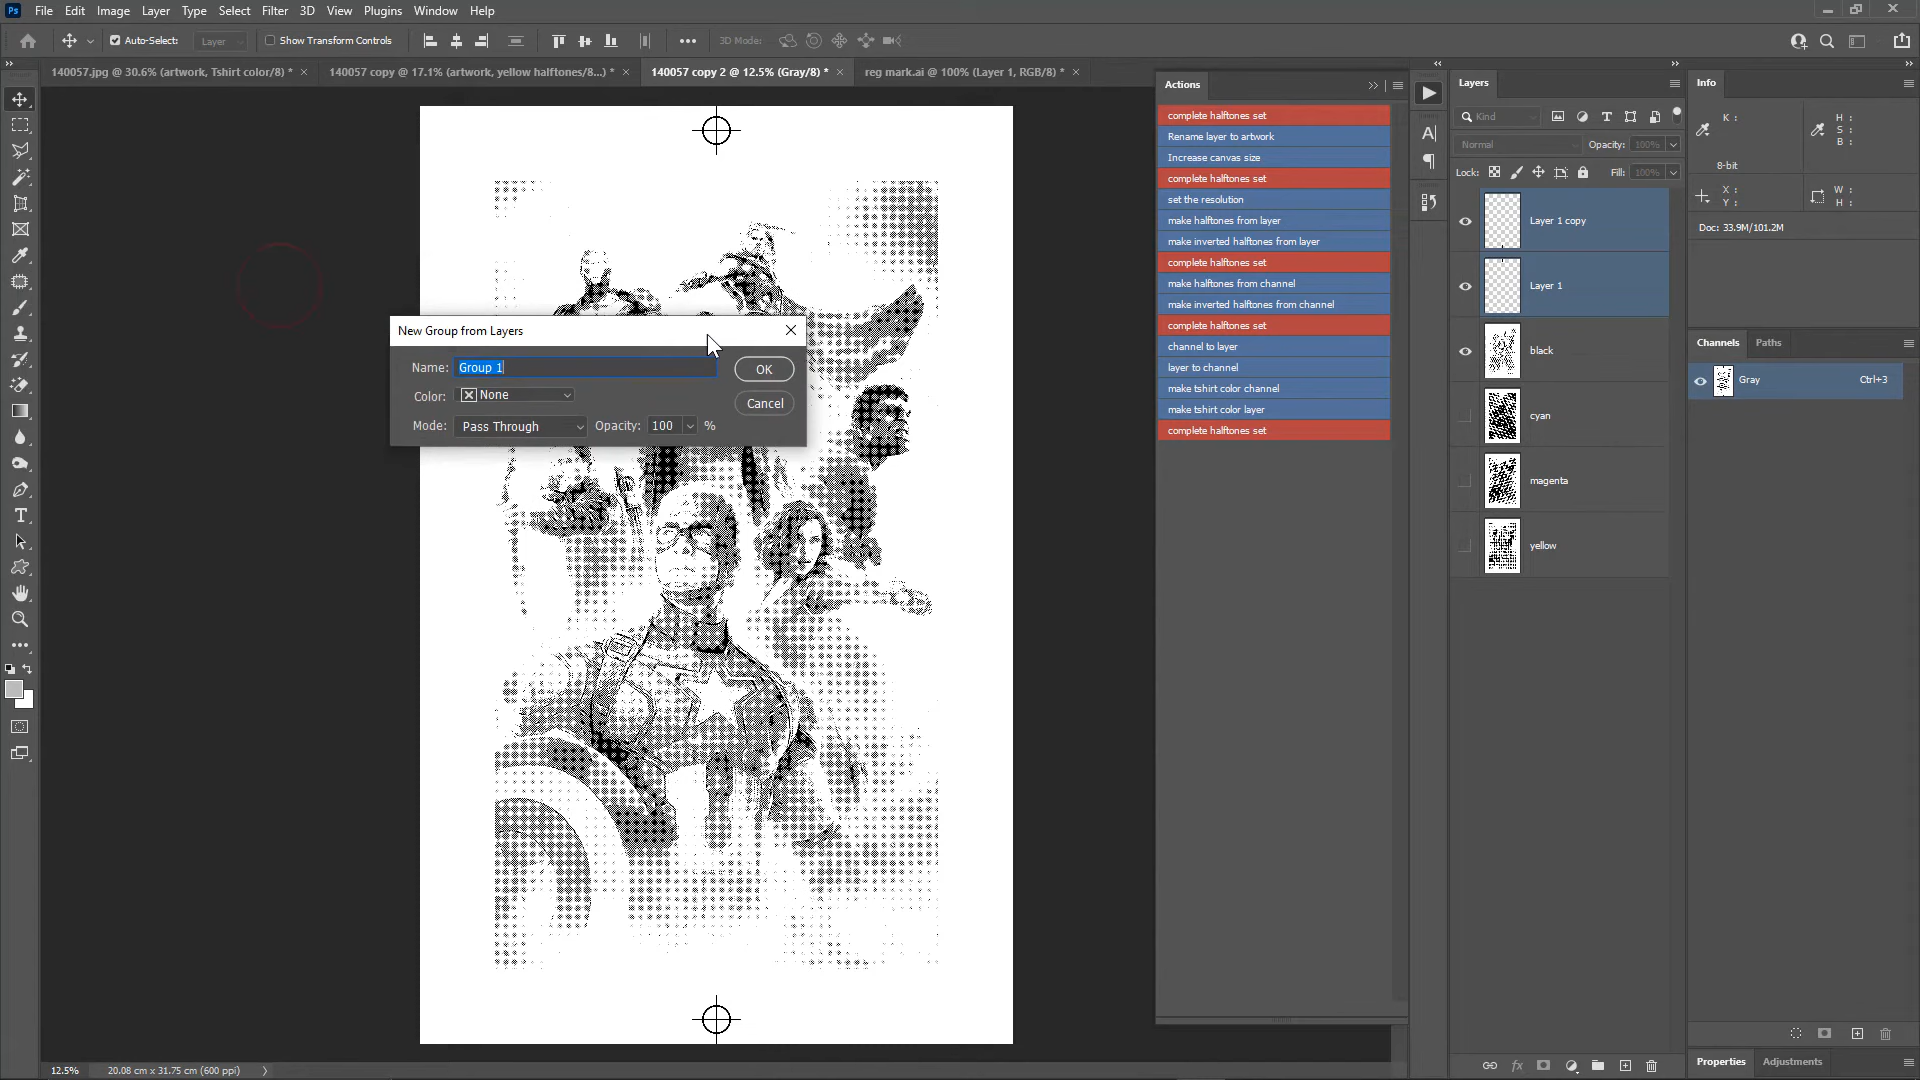 Ps File Edit Image Layer Type Select Filter 3D View Plugins Window Help
Auto-Select: Layer Show Transform Controls 3D Mode:
140057.jpg @ 30.6% (artwork, Tshirt color/8) * 140057 copy @ 17.1% (artwork, yellow halftones/8...) * 140057 copy 2 @ 12.5% (Gray/8) * reg mark.ai @ 100% (Layer 1, RGB/8) *
Actions
complete halftones set
Rename layer to artwork
Increase canvas size
complete halftones set
set the resolution
make halftones from layer
make inverted halftones from layer
complete halftones set
make halftones from channel
make inverted halftones from channel
complete halftones set
channel to layer
layer to channel
make tshirt color channel
make tshirt color layer
complete halftones set
New Group from Layers
Name: Group 1 OK
Color: None Cancel
Mode: Pass Through Opacity: 100 %
Layers
Kind
Normal Opacity: 100%
Lock: Fill: 100%
Layer 1 copy
Layer 1
black
cyan
magenta
yellow
Info
K : H : S : B :
8-bit
X : Y : W : H :
Doc: 33.9M/101.2M
Channels Paths
Gray Ctrl+3
Properties Adjustments
12.5% 20.08 cm x 31.75 cm (600 ppi)